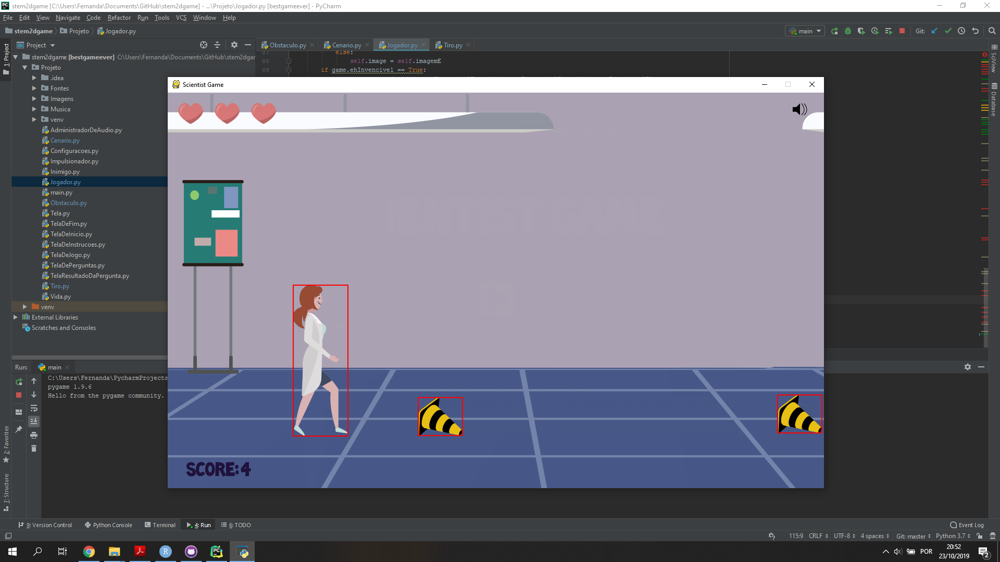 stem2dgame [C:\Users\Fernanda\Documents\GitHub\stem2dgame] - ...\Projeto\Jogador.py [bestgameever] - PyCharm
File Edit View Navigate Code Refactor Run Tools VCS Window Help
stem2dgame Projeto Jogador.py main Git:
Project Obstaculo.py Cenario.py Jogador.py Tiro.py
1: Project
stem2dgame [bestgameever] C:\Users\Fernanda\Documents\GitHub\stem2dgar
87 else:
88 self.image = self.imagemE
89 if game.ehInvencivel == True:
Projeto
.idea
Fontes
Imagens
Musica
venv
AdministradorDeAudio.py
Cenario.py
Configuracoes.py
Impulsionador.py
Inimigo.py
Jogador.py
main.py
Obstaculo.py
Tela.py
TelaDeFim.py
TelaDeInicio.py
TelaDeInstrucoes.py
TelaDeJogo.py
TelaDePerguntas.py
TelaResultadoDaPergunta.py
Tiro.py
Vida.py
venv
External Libraries
Scratches and Consoles
Scientist Game
SCORE:4
SciView
Database
Run: main
C:\Users\Fernanda\PycharmProjects
pygame 1.9.6
Hello from the pygame community.
2: Favorites
7: Structure
9: Version Control Python Console Terminal 4: Run 6: TODO Event Log
115:9 CRLF UTF-8 4 spaces Git: master Python 3.7
POR 20:52
23/10/2019 2